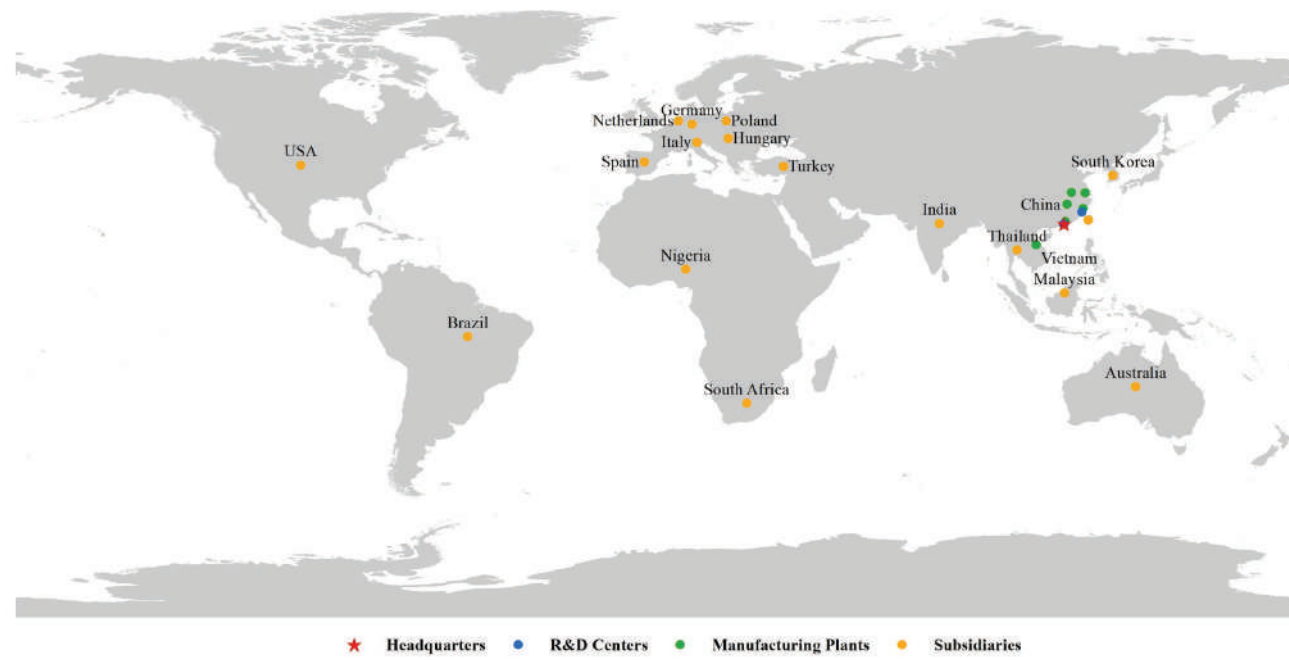 Germany
Netherlands
Poland
Hungary
Italy
USA
Spain
Turkey
South Korea
China
India
Thailand
Nigeria
Vietnam
Malaysia
Brazil
Australia
South Africa
Headquarters
R&D Centers
Manufacturing Plants
Subsidiaries